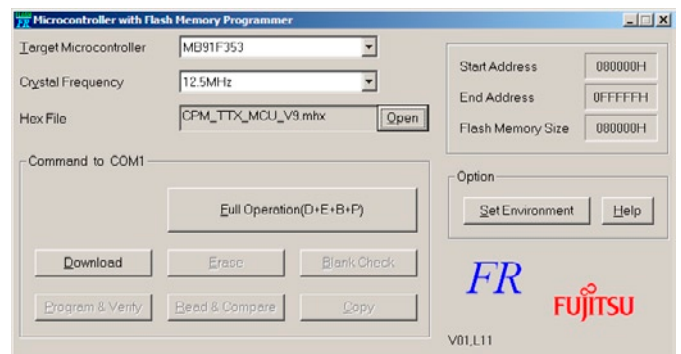 FR Microcontroller with Flash Memory Programmer
Target Microcontroller
MB91F353
Crystal Frequency
12.5MHz
Hex File
CPM_TTX_MCU_V9.mhx
Open
Start Address
080000H
End Address
0FFFFFH
Flash Memory Size
080000H
Command to COM1
Full Operation(D+E+B+P)
Download
Erase
Blank Check
Program & Verify
Read & Compare
Copy
Option
Set Environment
Help
FR
FUJITSU
V01,L11